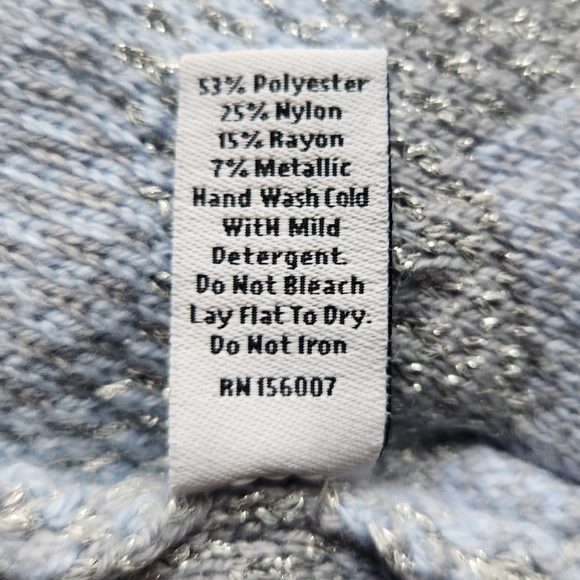 53% Polyester
25% Nylon
15% Rayon
7% Metallic
Hand Wash Cold
With Mild
Detergent.
Do Not Bleach
Lay Flat To Dry.
Do Not Iron
RN 156007